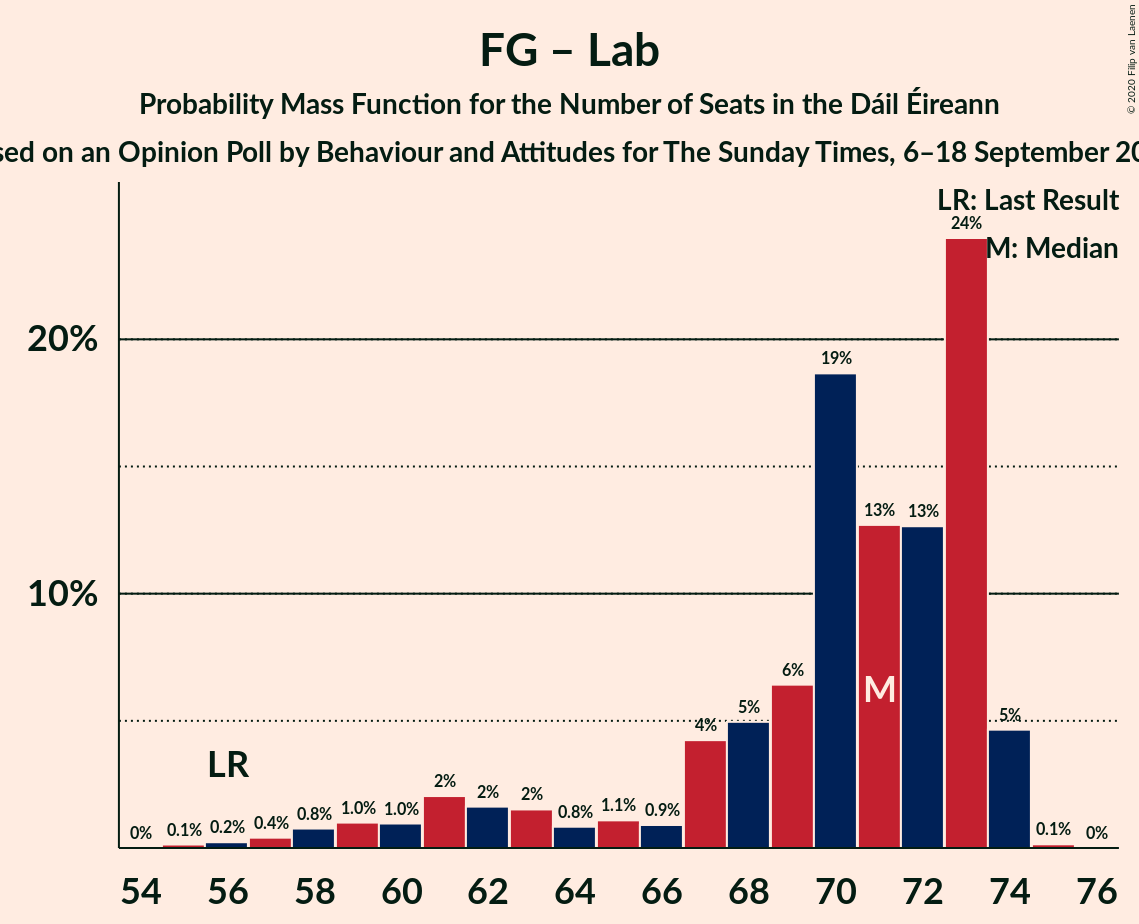 FG – Lab
Probability Mass Function for the Number of Seats in the Dáil Éireann
on an Opinion Poll by Behaviour and Attitudes for The Sunday Times, 6–18 September
© 2020 Filip van Laenen
LR: Last Result
M: Median
24%
20%
19%
13%
13%
10%
6%
M
5%
4%
5%
LR
2%
2%
2%
0%
0.1%
0.2%
0.4%
0.8%
1.0%
1.0%
0.8%
1.1%
0.9%
0.1%
0%
54 56 58 60 62 64 66 68 70 72 74 76